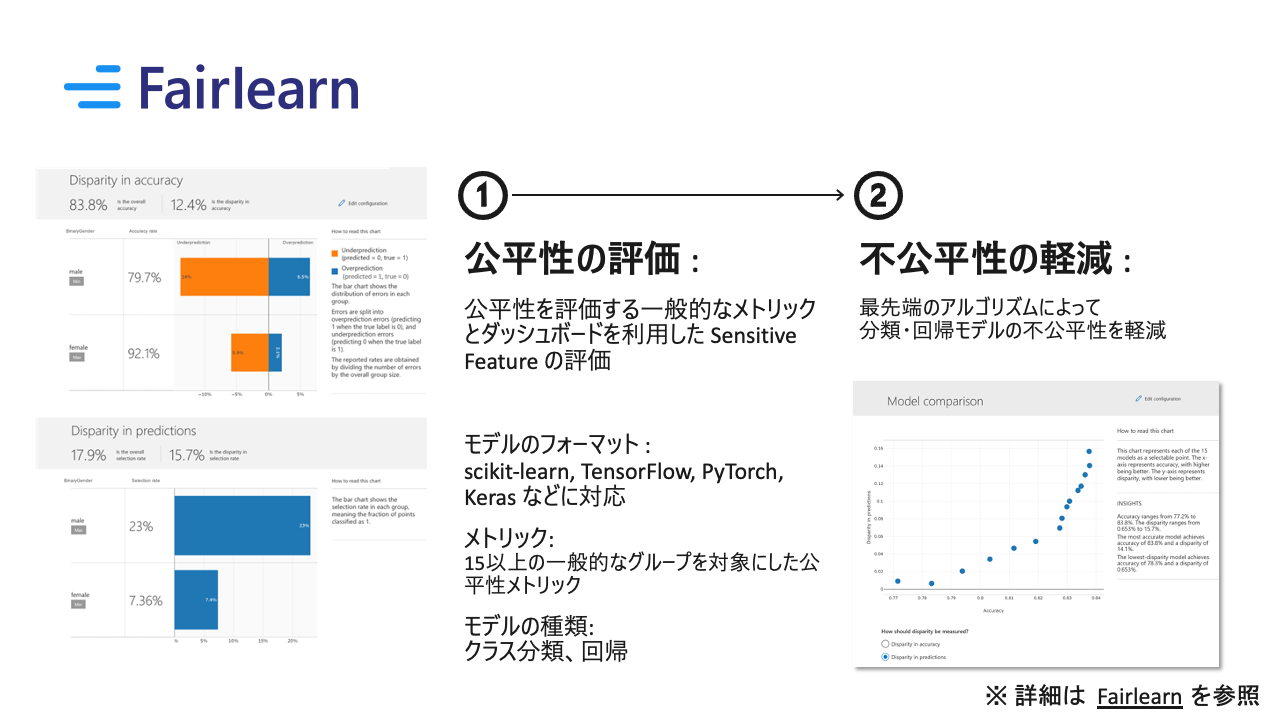 Fairlearn
Disparity in accuracy
83.8%
Is the overall
accuracy
12.4%
Is the disparity in
accuracy
Edit configuration
BinaryGender
Accuracy rate
How to read this chart
Underprediction
Overprediction
Underprediction
(predicted = 0, true = 1)
Overprediction
(predicted = 1, true = 0)
The bar chart shows the
distribution of errors in each
group.
Errors are split into
overprediction errors (predicting
1 when the true label is 0), and
underprediction errors
(predicting 0 when the true label
is 1).
The reported rates are obtained
by dividing the number of errors
by the overall group size.
male
79.7%
6.5%
female
92.1%
−10%
−5%
0%
5%
Disparity in predictions
17.9%
Is the overall
selection rate
15.7%
Is the disparity in
selection rate
BinaryGender
Selection rate
How to read this chart
The bar chart shows the
selection rate in each group,
meaning the fraction of points
classified as 1.
male
23%
23%
female
7.36%
7.4%
%
5%
10%
15%
20%
1
公平性の評価 :
公平性を評価する一般的なメトリック
とダッシュボードを利用した Sensitive
Feature の評価
モデルのフォーマット :
scikit-learn, TensorFlow, PyTorch,
Keras などに対応
メトリック:
15以上の一般的なグループを対象にした公
平性メトリック
モデルの種類:
クラス分類、回帰
2
不公平性の軽減 :
最先端のアルゴリズムによって
分類・回帰モデルの不公平性を軽減
Model comparison
Edit configuration
How to read this chart
This chart represents each of the 15
models as a selectable point. The x-
axis represents accuracy, with higher
being better. The y-axis represents
disparity, with lower being better.
INSIGHTS
Accuracy ranges from 77.2% to
83.8%. The disparity ranges from
0.653% to 15.7%.
The most accurate model achieves
accuracy of 83.8% and a disparity of
14.1%.
The lowest-disparity model achieves
accuracy of 78.3% and a disparity of
0.653%.
Disparity in predictions
0.16
0.14
0.12
0.1
0.08
0.06
0.04
0.02
0
0.77
0.78
0.79
0.8
0.81
0.82
0.83
0.84
Accuracy
How should disparity be measured?
Disparity in accuracy
Disparity in predictions
※ 詳細は Fairlearn を参照